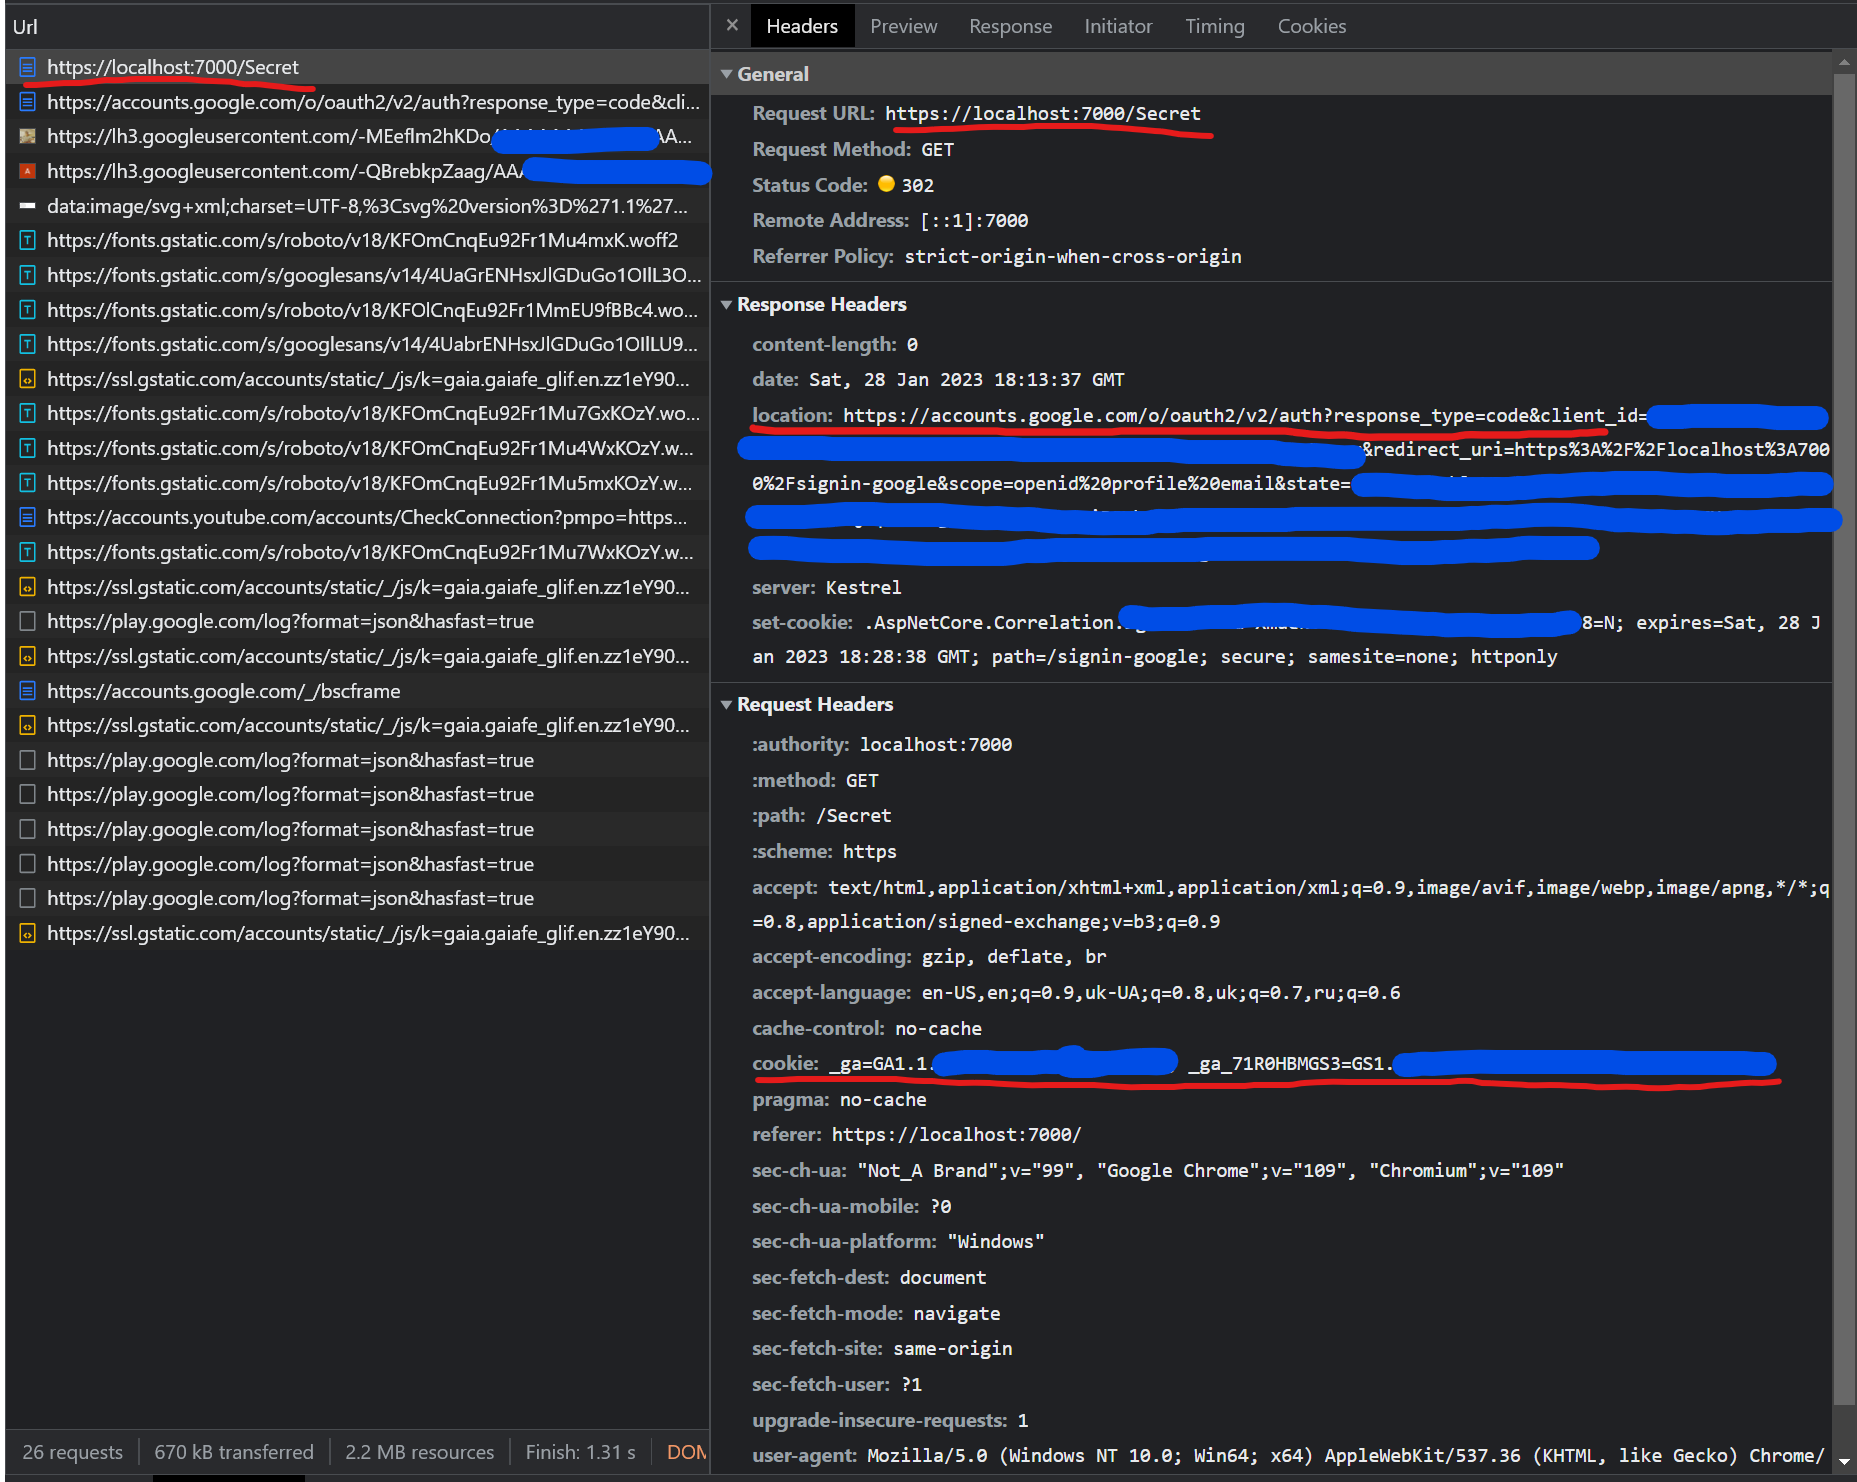 Url
https://localhost:7000/Secret
https://accounts.google.com/o/oauth2/v2/auth?response_type=code&cli...
https://lh3.googleusercontent.com/-MEeflm2hKDo AA...
https://lh3.googleusercontent.com/-QBrebkpZaag/AAA
data:image/svg+xml;charset=UTF-8,%3Csvg%20version%3D%271.1%27...
https://fonts.gstatic.com/s/roboto/v18/KFOmCnqEu92Fr1Mu4mxK.woff2
https://fonts.gstatic.com/s/googlesans/v14/4UaGrENHsxJlGDuGo1OIlL3O...
https://fonts.gstatic.com/s/roboto/v18/KFOlCnqEu92Fr1MmEU9fBBc4.wo...
https://fonts.gstatic.com/s/googlesans/v14/4UabrENHsxJlGDuGo1OIlLU9...
https://ssl.gstatic.com/accounts/static/_/js/k=gaia.gaiafe_glif.en.zz1eY90...
https://fonts.gstatic.com/s/roboto/v18/KFOmCnqEu92Fr1Mu7GxKOzY.wo...
https://fonts.gstatic.com/s/roboto/v18/KFOmCnqEu92Fr1Mu4WxKOzY.w...
https://fonts.gstatic.com/s/roboto/v18/KFOmCnqEu92Fr1Mu5mxKOzY.w...
https://accounts.youtube.com/accounts/CheckConnection?pmpo=https...
https://fonts.gstatic.com/s/roboto/v18/KFOmCnqEu92Fr1Mu7WxKOzY.w...
https://ssl.gstatic.com/accounts/static/_/js/k=gaia.gaiafe_glif.en.zz1eY90...
https://play.google.com/log?format=json&hasfast=true
https://ssl.gstatic.com/accounts/static/_/js/k=gaia.gaiafe_glif.en.zz1eY90...
https://accounts.google.com/_/bscframe
https://ssl.gstatic.com/accounts/static/_/js/k=gaia.gaiafe_glif.en.zz1eY90...
https://play.google.com/log?format=json&hasfast=true
https://play.google.com/log?format=json&hasfast=true
https://play.google.com/log?format=json&hasfast=true
https://play.google.com/log?format=json&hasfast=true
https://play.google.com/log?format=json&hasfast=true
https://ssl.gstatic.com/accounts/static/_/js/k=gaia.gaiafe_glif.en.zz1eY90...
26 requests 670 kB transferred 2.2 MB resources Finish: 1.31 s DOM
Headers Preview Response Initiator Timing Cookies
General
Request URL: https://localhost:7000/Secret
Request Method: GET
Status Code: 302
Remote Address: [::1]:7000
Referrer Policy: strict-origin-when-cross-origin
Response Headers
content-length: 0
date: Sat, 28 Jan 2023 18:13:37 GMT
location: https://accounts.google.com/o/oauth2/v2/auth?response_type=code&client_id=
&redirect_uri=https%3A%2F%2Flocalhost%3A700
0%2Fsignin-google&scope=openid%20profile%20email&state=
server: Kestrel
set-cookie: .AspNetCore.Correlation. 8=N; expires=Sat, 28 J
an 2023 18:28:38 GMT; path=/signin-google; secure; samesite=none; httponly
Request Headers
:authority: localhost:7000
:method: GET
:path: /Secret
:scheme: https
accept: text/html,application/xhtml+xml,application/xml;q=0.9,image/avif,image/webp,image/apng,*/*;q
=0.8,application/signed-exchange;v=b3;q=0.9
accept-encoding: gzip, deflate, br
accept-language: en-US,en;q=0.9,uk-UA;q=0.8,uk;q=0.7,ru;q=0.6
cache-control: no-cache
cookie: _ga=GA1.1. _ga_71R0HBMGS3=GS1.
pragma: no-cache
referer: https://localhost:7000/
sec-ch-ua: "Not_A Brand";v="99", "Google Chrome";v="109", "Chromium";v="109"
sec-ch-ua-mobile: ?0
sec-ch-ua-platform: "Windows"
sec-fetch-dest: document
sec-fetch-mode: navigate
sec-fetch-site: same-origin
sec-fetch-user: ?1
upgrade-insecure-requests: 1
user-agent: Mozilla/5.0 (Windows NT 10.0; Win64; x64) AppleWebKit/537.36 (KHTML, like Gecko) Chrome/